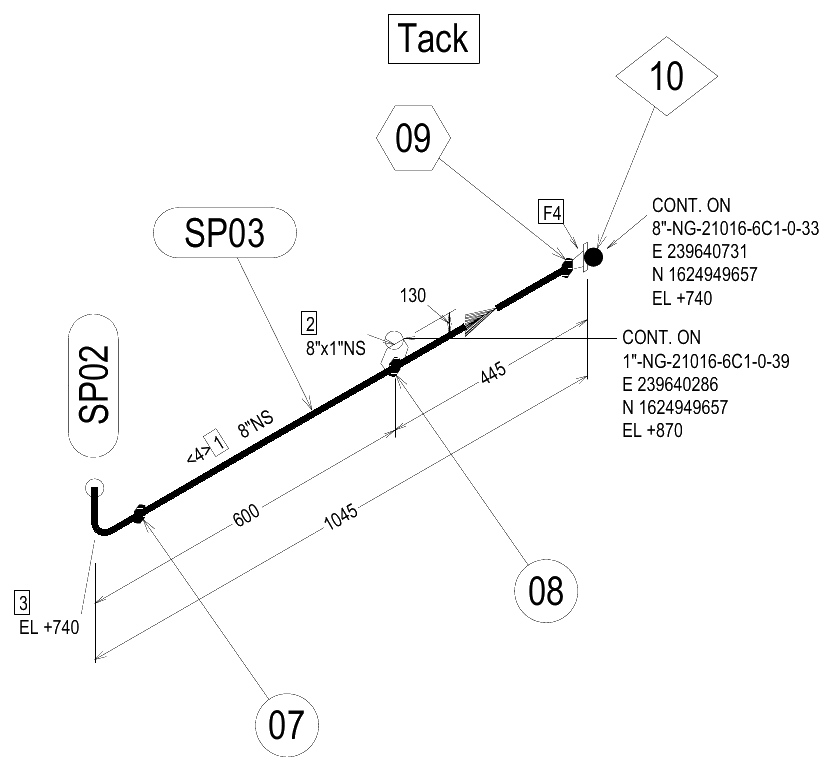 Tack
10
09
F4
CONT. ON
8"-NG-21016-6C1-0-33
E 239640731
N 1624949657
EL +740
SP03
130
2
8"x1"NS
CONT. ON
1"-NG-21016-6C1-0-39
E 239640286
N 1624949657
EL +870
SP02
445
<4> 1 8"NS
600
1045
08
3
EL +740
07